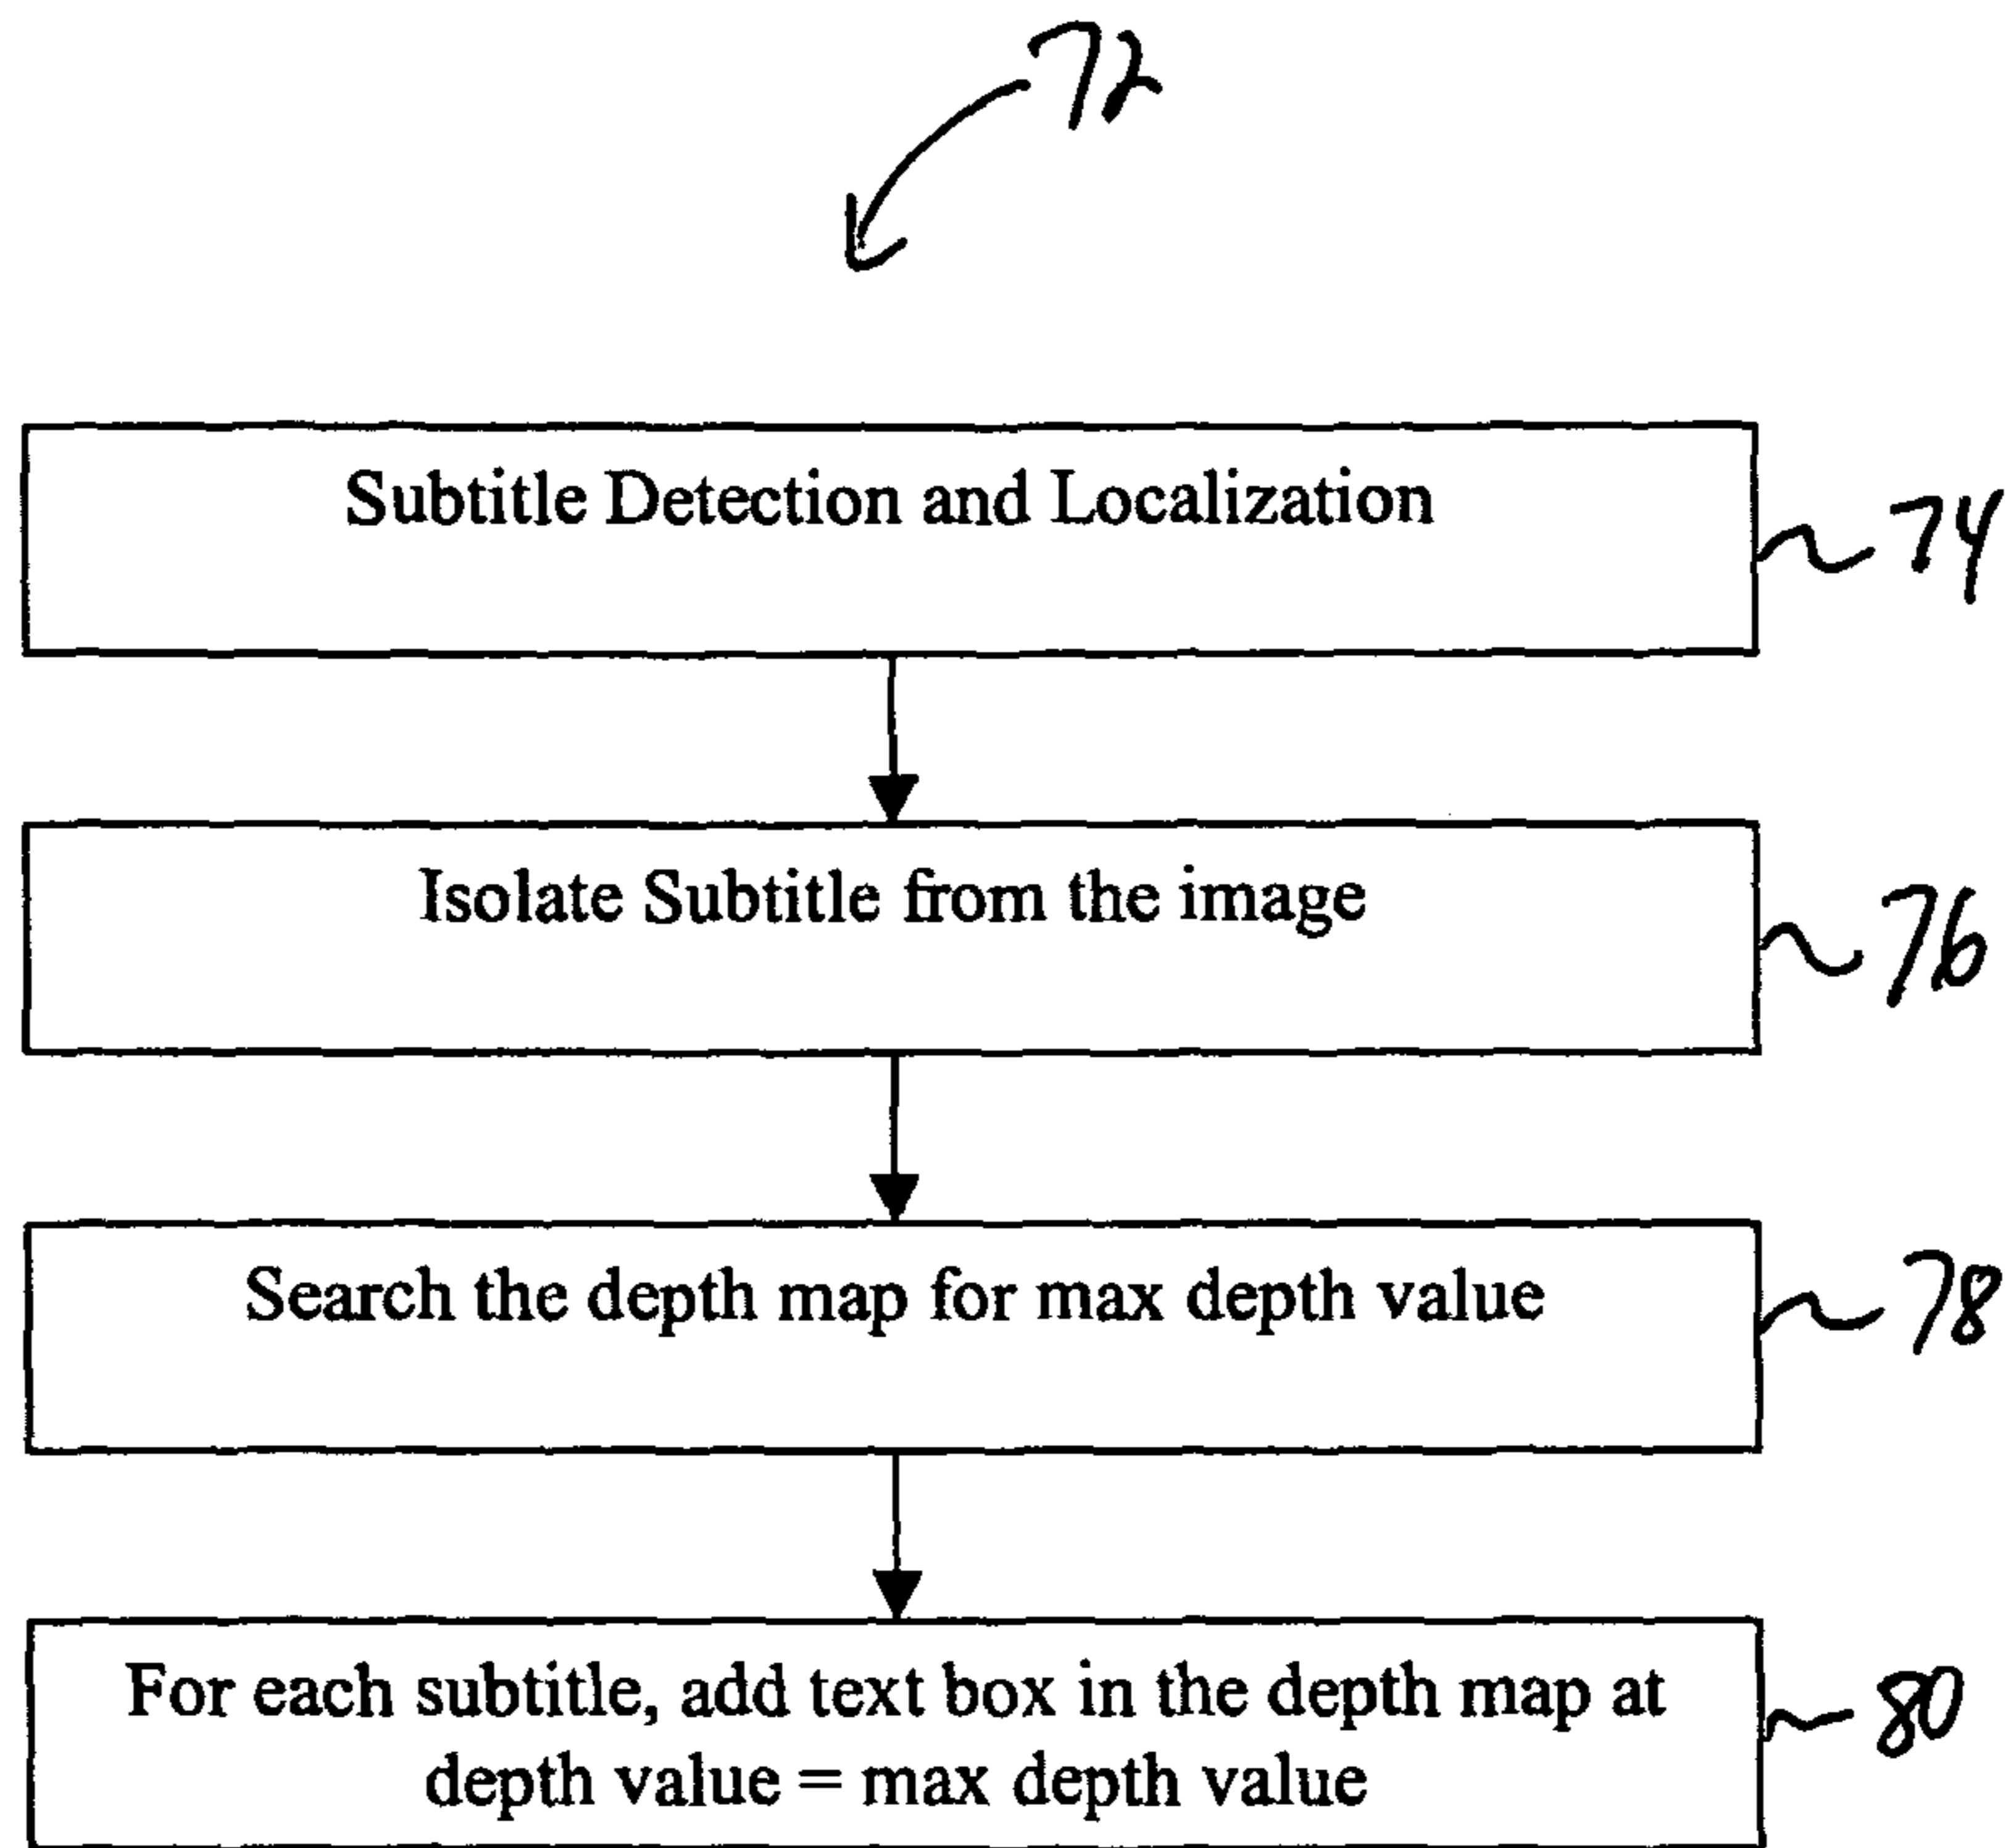 72
Subtitle Detection and Localization
74
Isolate Subtitle from the image
76
Search the depth map for max depth value
78
For each subtitle, add text box in the depth map at
depth value = max depth value
80